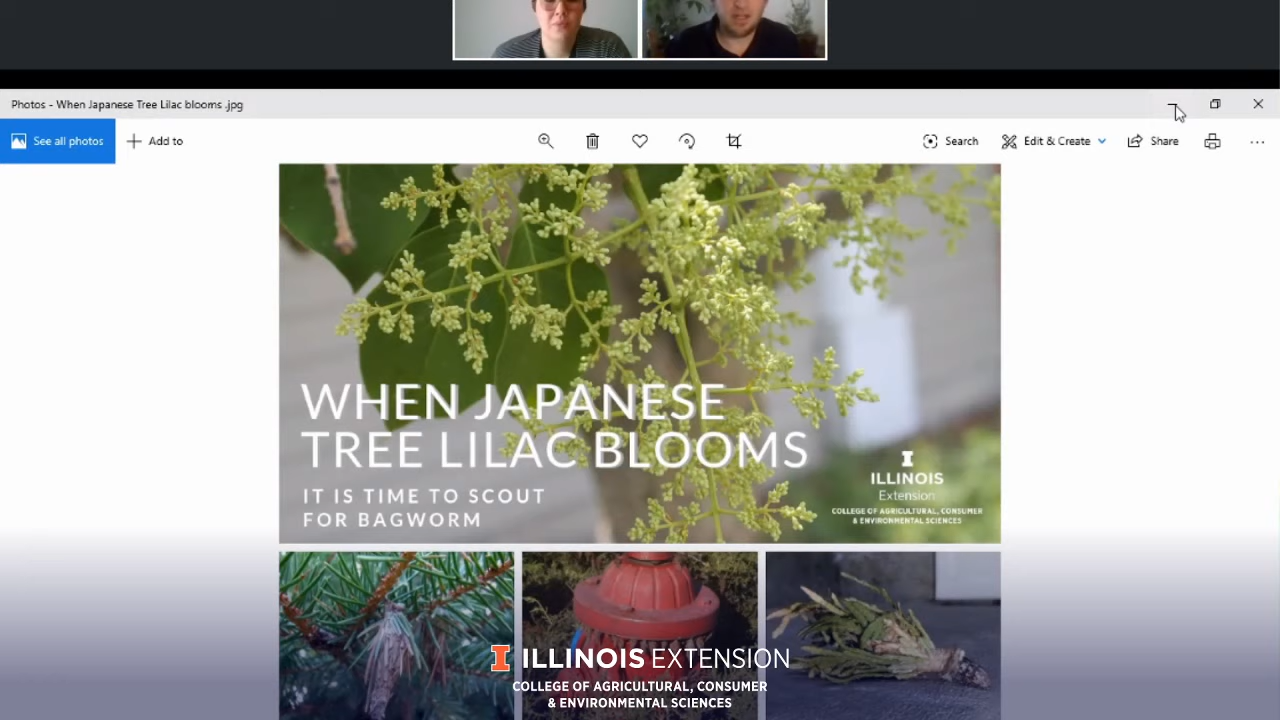 Photos - When Japanese Tree Lilac blooms .jpg
See all photos
Add to
Search
Edit & Create
Share
WHEN JAPANESE
TREE LILAC BLOOMS
IT IS TIME TO SCOUT
FOR BAGWORM
ILLINOIS
Extension
COLLEGE OF AGRICULTURAL, CONSUMER
& ENVIRONMENTAL SCIENCES
ILLINOIS EXTENSION
COLLEGE OF AGRICULTURAL, CONSUMER
& ENVIRONMENTAL SCIENCES